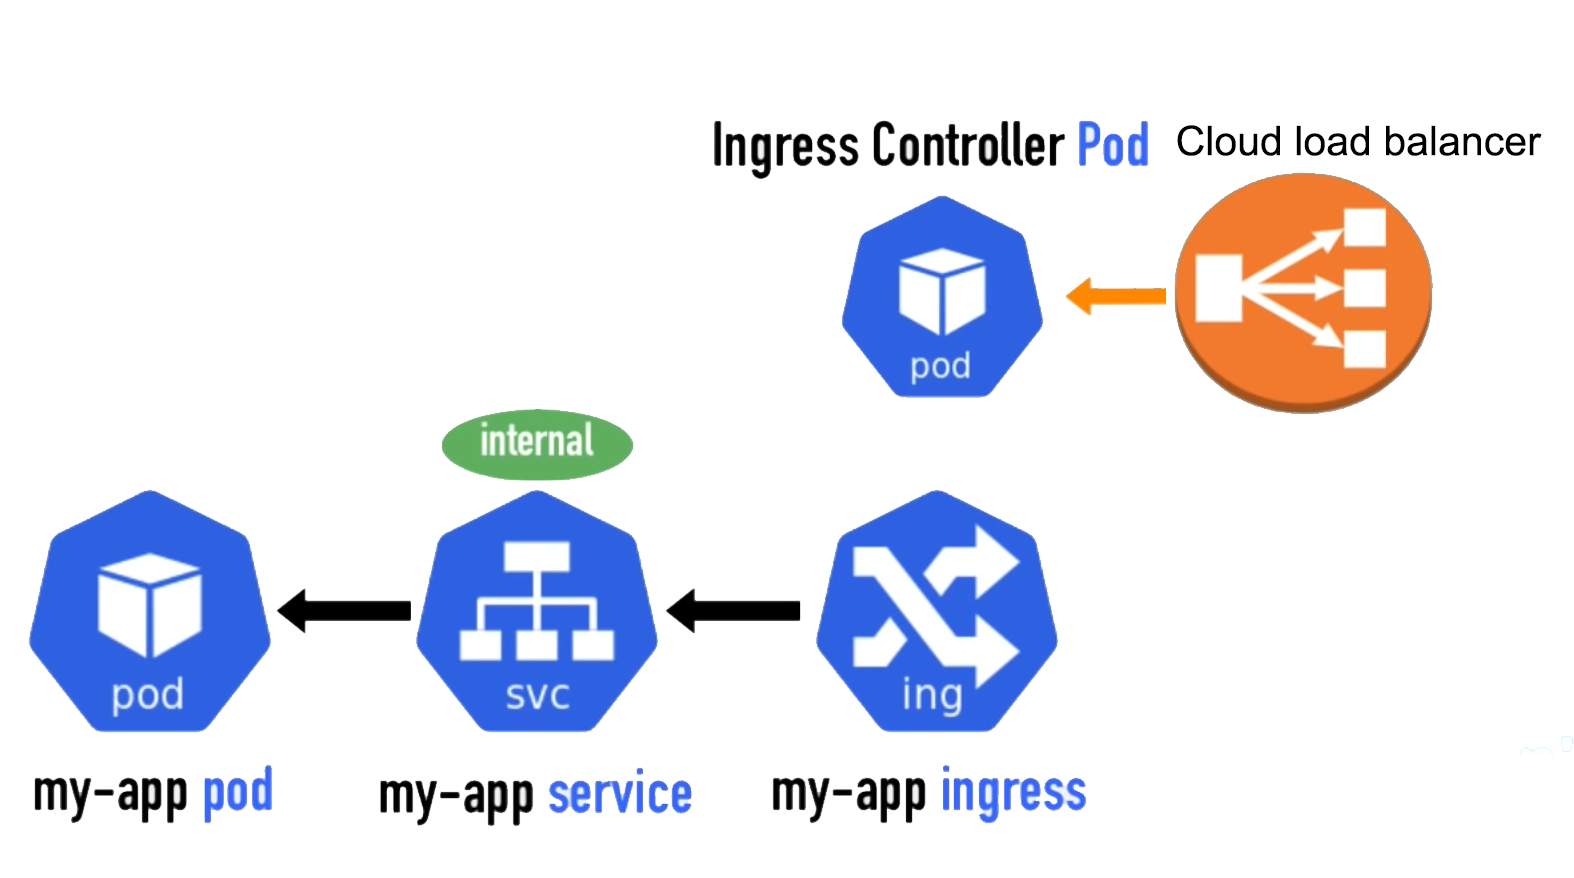 Ingress Controller Pod
Cloud load balancer
pod
internal
pod
svc
ing
my-app pod
my-app service
my-app ingress